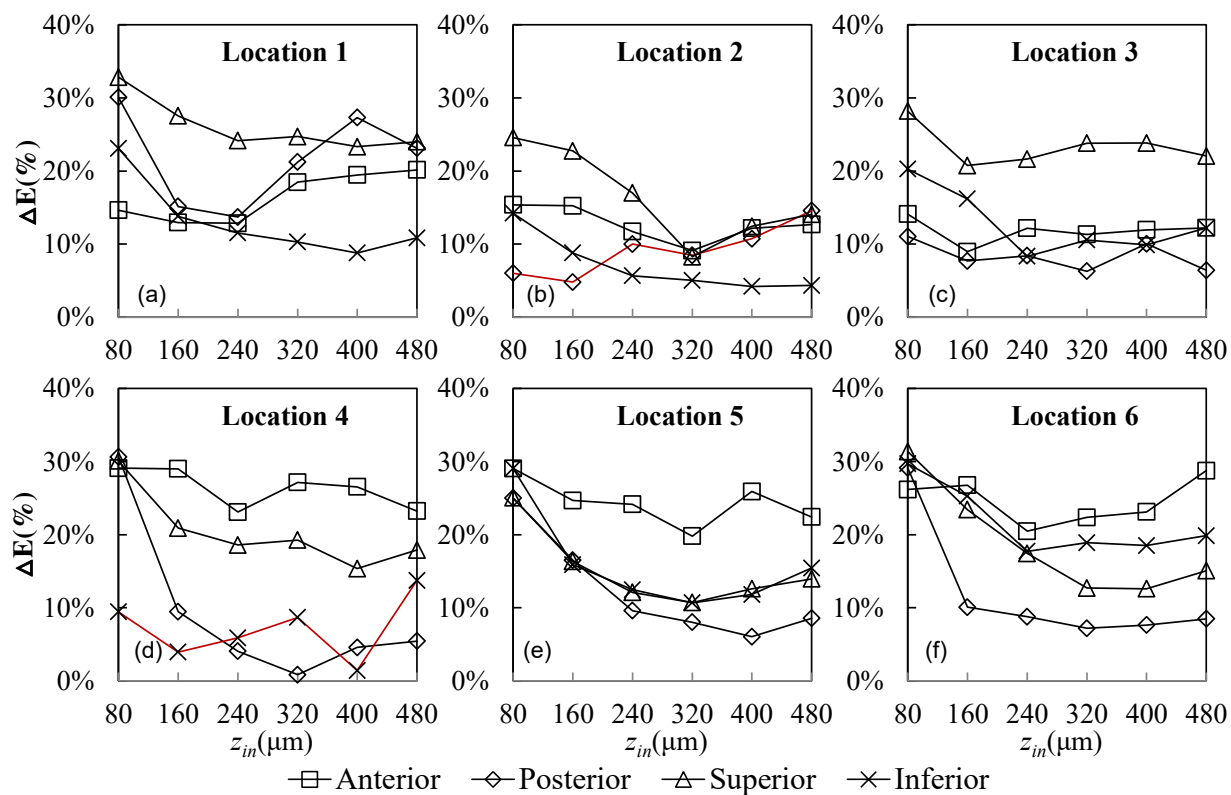 40% 40% 40%
Location 1 Location 2 Location 3
30% 30% 30%
ΔE(%)
20% 20% 20%
10% 10% 10%
(a) (b) (c)
0% 0% 0%
80 160 240 320 400 480 80 160 240 320 400 480 80 160 240 320 400 480
40% 40% 40%
Location 4 Location 5 Location 6
30% 30% 30%
ΔE(%)
20% 20% 20%
10% 10% 10%
(d) (e) (f)
0% 0% 0%
80 160 240 320 400 480 80 160 240 320 400 480 80 160 240 320 400 480
z_in(μm) z_in(μm) z_in(μm)
Anterior Posterior Superior Inferior